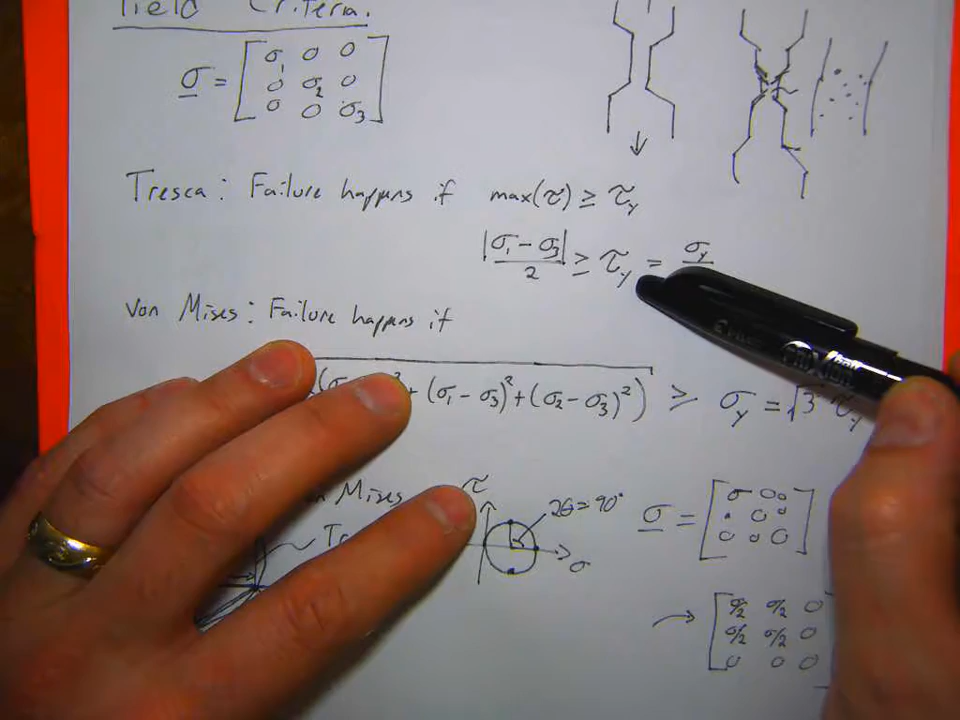 Yield Criteria.
σ = [σ₁ 0 0
0 σ₂ 0
0 0 σ₃]
Tresca: Failure happens if max(τ) ≥ τy
|σ₁ - σ₃|/2 ≥ τy = σy
Von Mises: Failure happens if
+ (σ₁ - σ₃)² + (σ₂ - σ₃)²) ≥ σy = √3 τy
Mises
τ
2θ = 90°
σ
σ = [σ 0 0
0 0 0
0 0 0]
→ [σ/2 σ/2 0
σ/2 σ/2 0
0 0 0